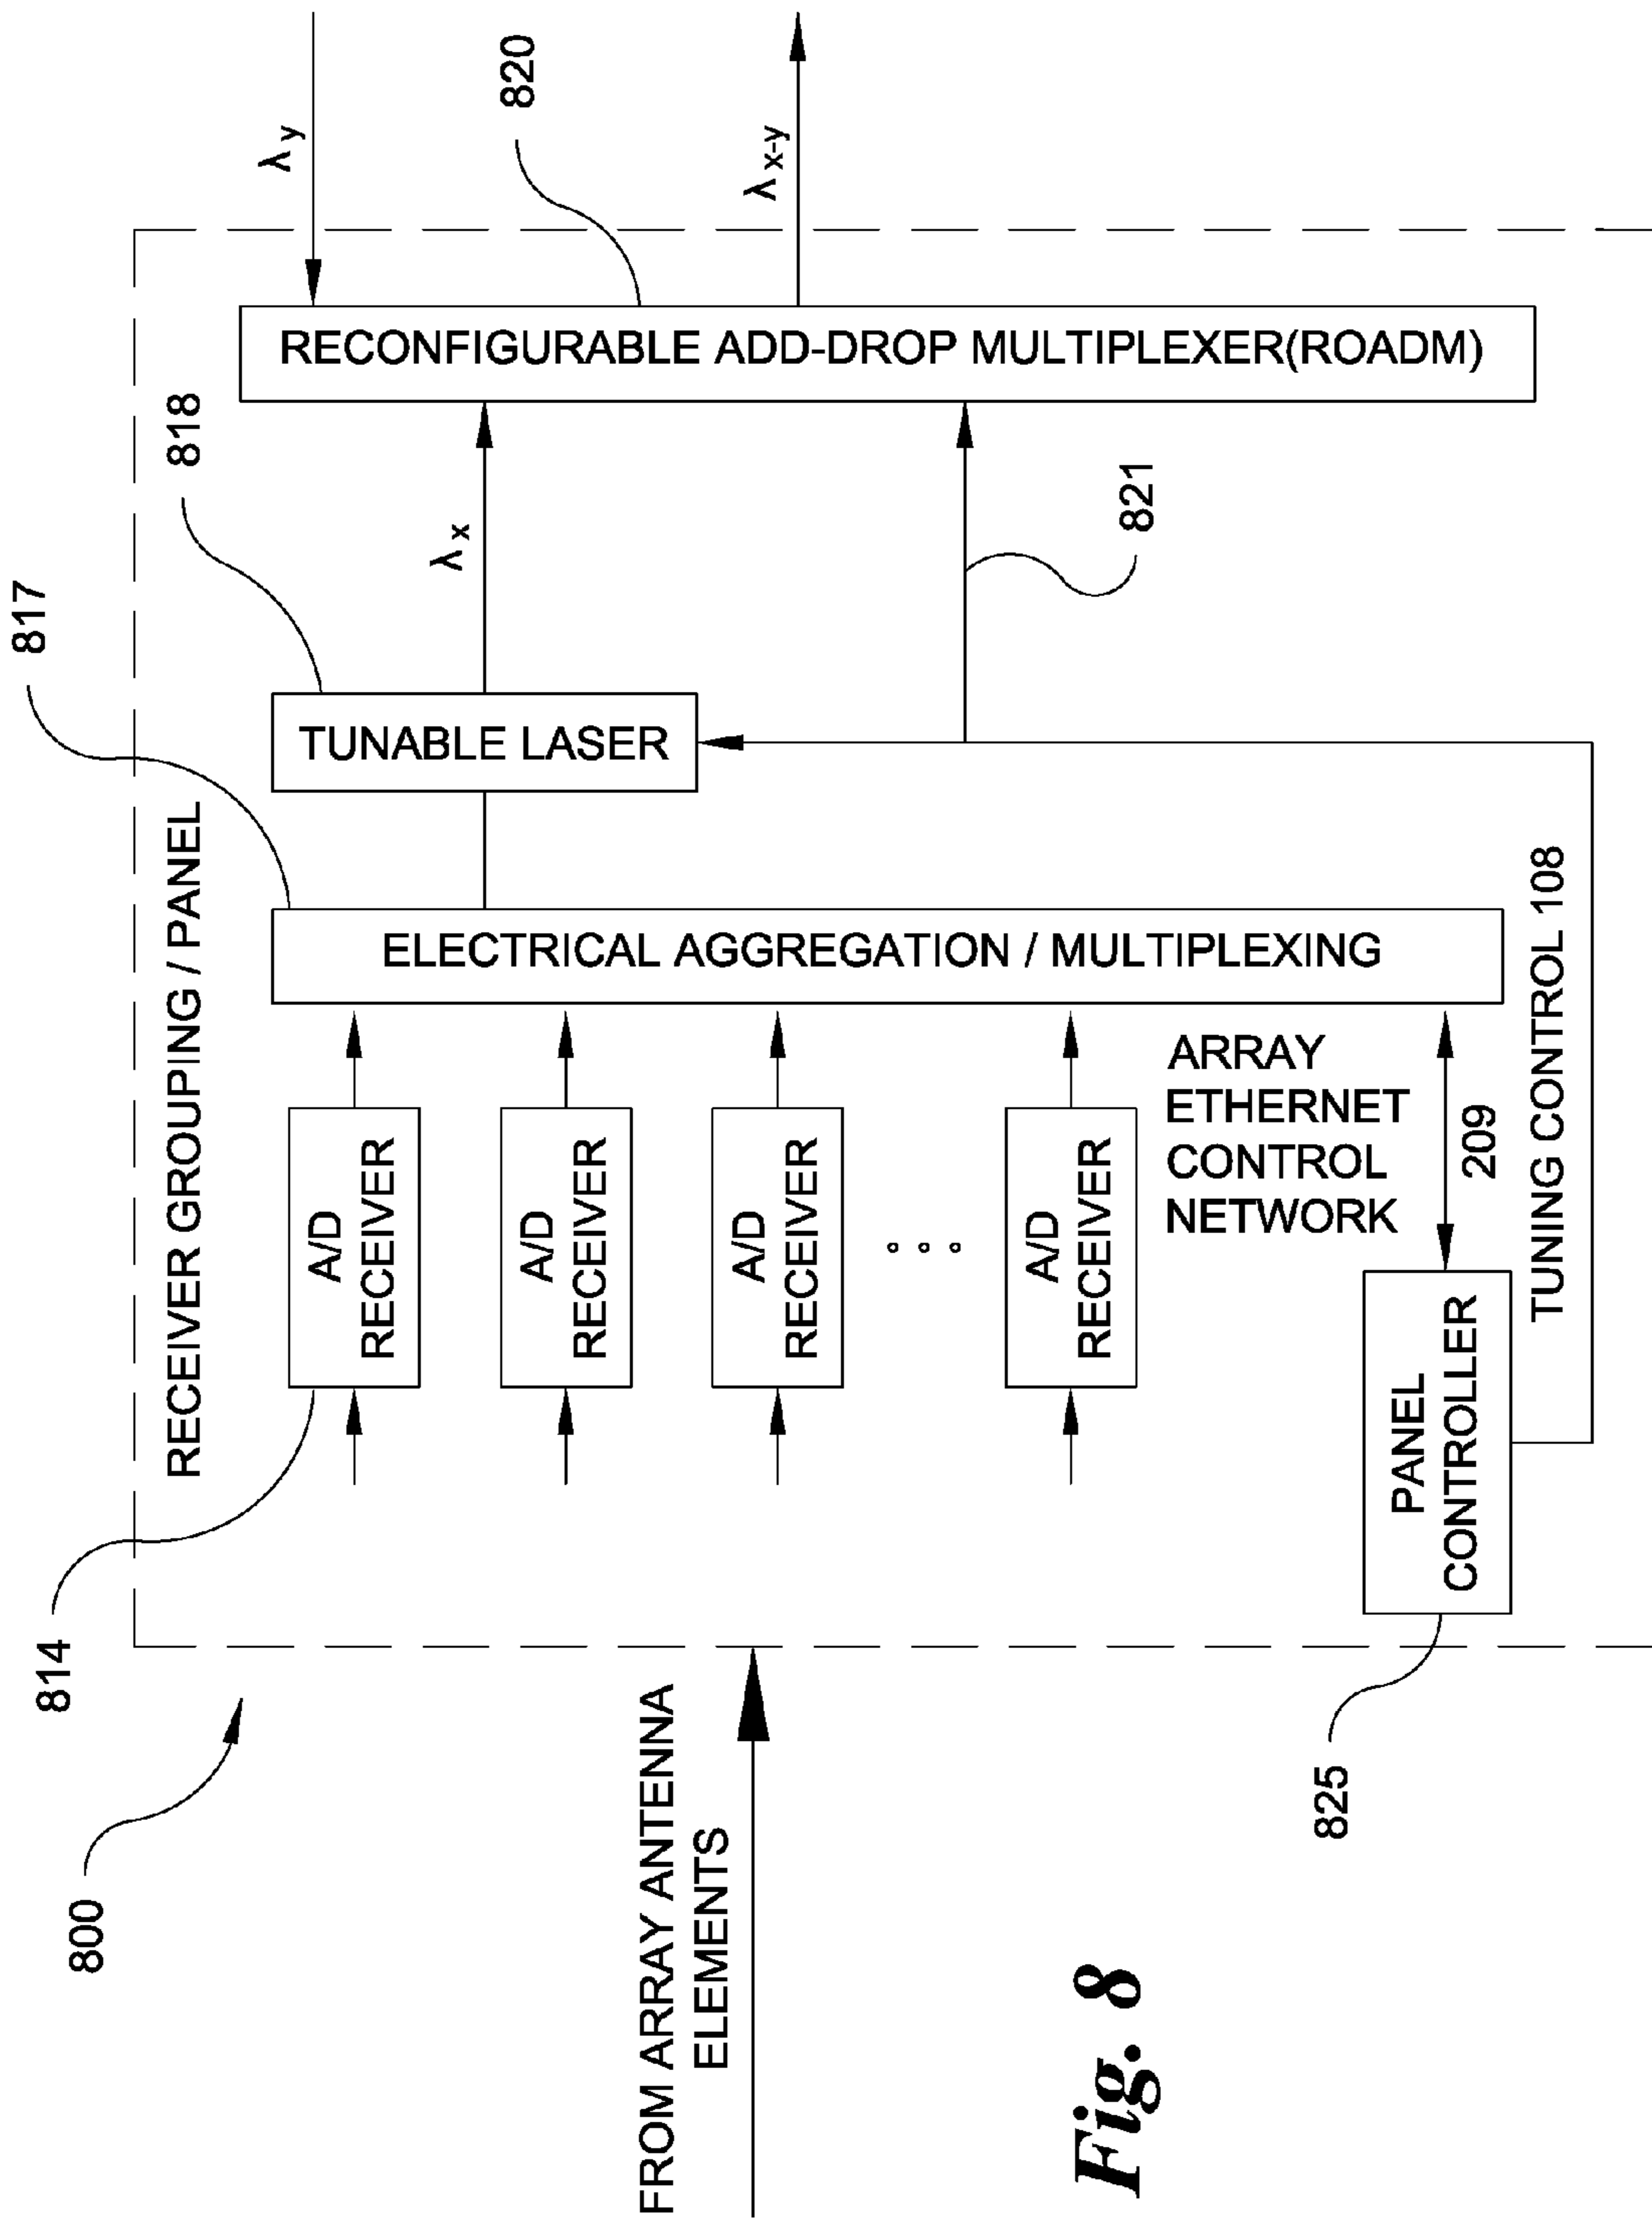 800
814
817
818
820
RECEIVER GROUPING / PANEL
λy
λx
λx-y
A/D
RECEIVER
A/D
RECEIVER
A/D
RECEIVER
A/D
RECEIVER
ELECTRICAL AGGREGATION / MULTIPLEXING
TUNABLE LASER
RECONFIGURABLE ADD-DROP MULTIPLEXER(ROADM)
821
FROM ARRAY ANTENNA
ELEMENTS
ARRAY
ETHERNET
CONTROL
NETWORK
209
PANEL
CONTROLLER
825
TUNING CONTROL 108
Fig. 8